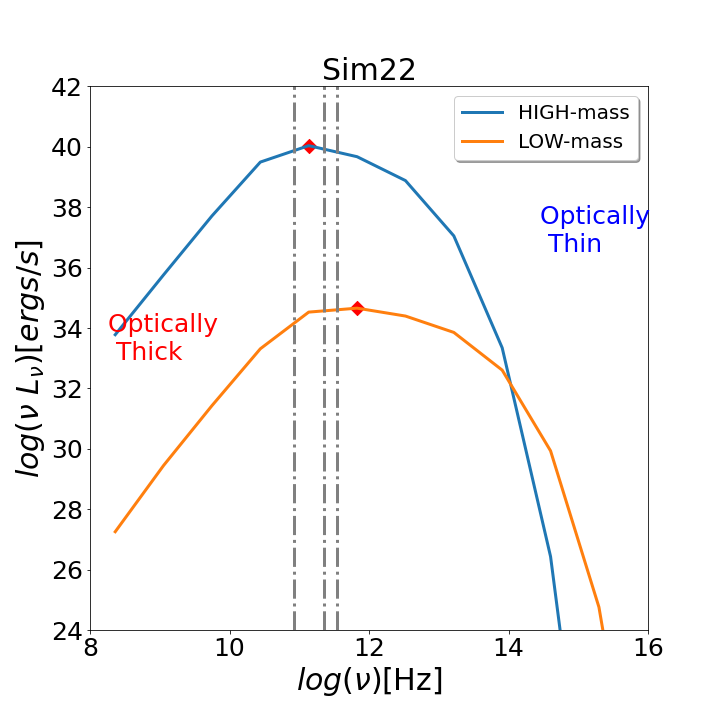 Sim22
HIGH-mass
LOW-mass
Optically
Thin
Optically
Thick
log(ν L_ν)[ergs/s]
42
40
38
36
34
32
30
28
26
24
8 10 12 14 16
log(ν)[Hz]